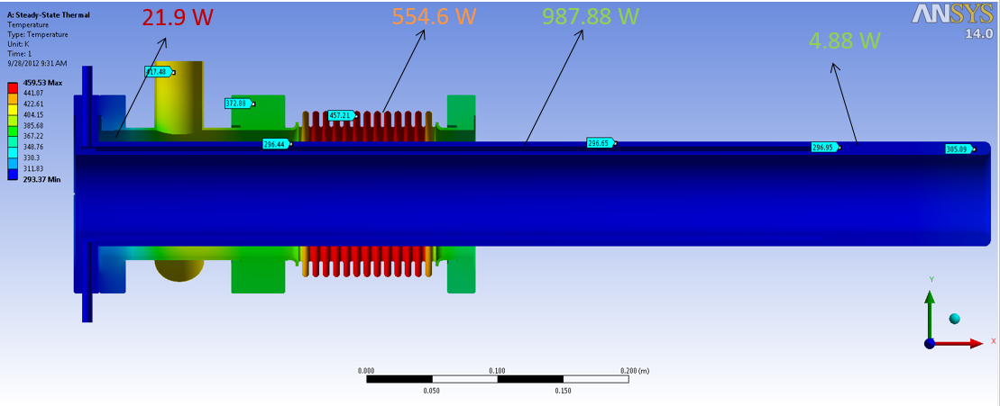 A: Steady-State Thermal
Temperature
Type: Temperature
Unit: K
Time: 1
9/28/2012 9:31 AM
459.53 Max
441.07
422.61
404.15
385.68
367.22
348.76
330.3
311.83
293.37 Min
21.9 W
554.6 W
987.88 W
4.88 W
ANSYS
14.0
417.48
372.88
457.21
296.44
296.65
296.95
305.09
Y
X
0.000
0.100
0.200 (m)
0.050
0.150